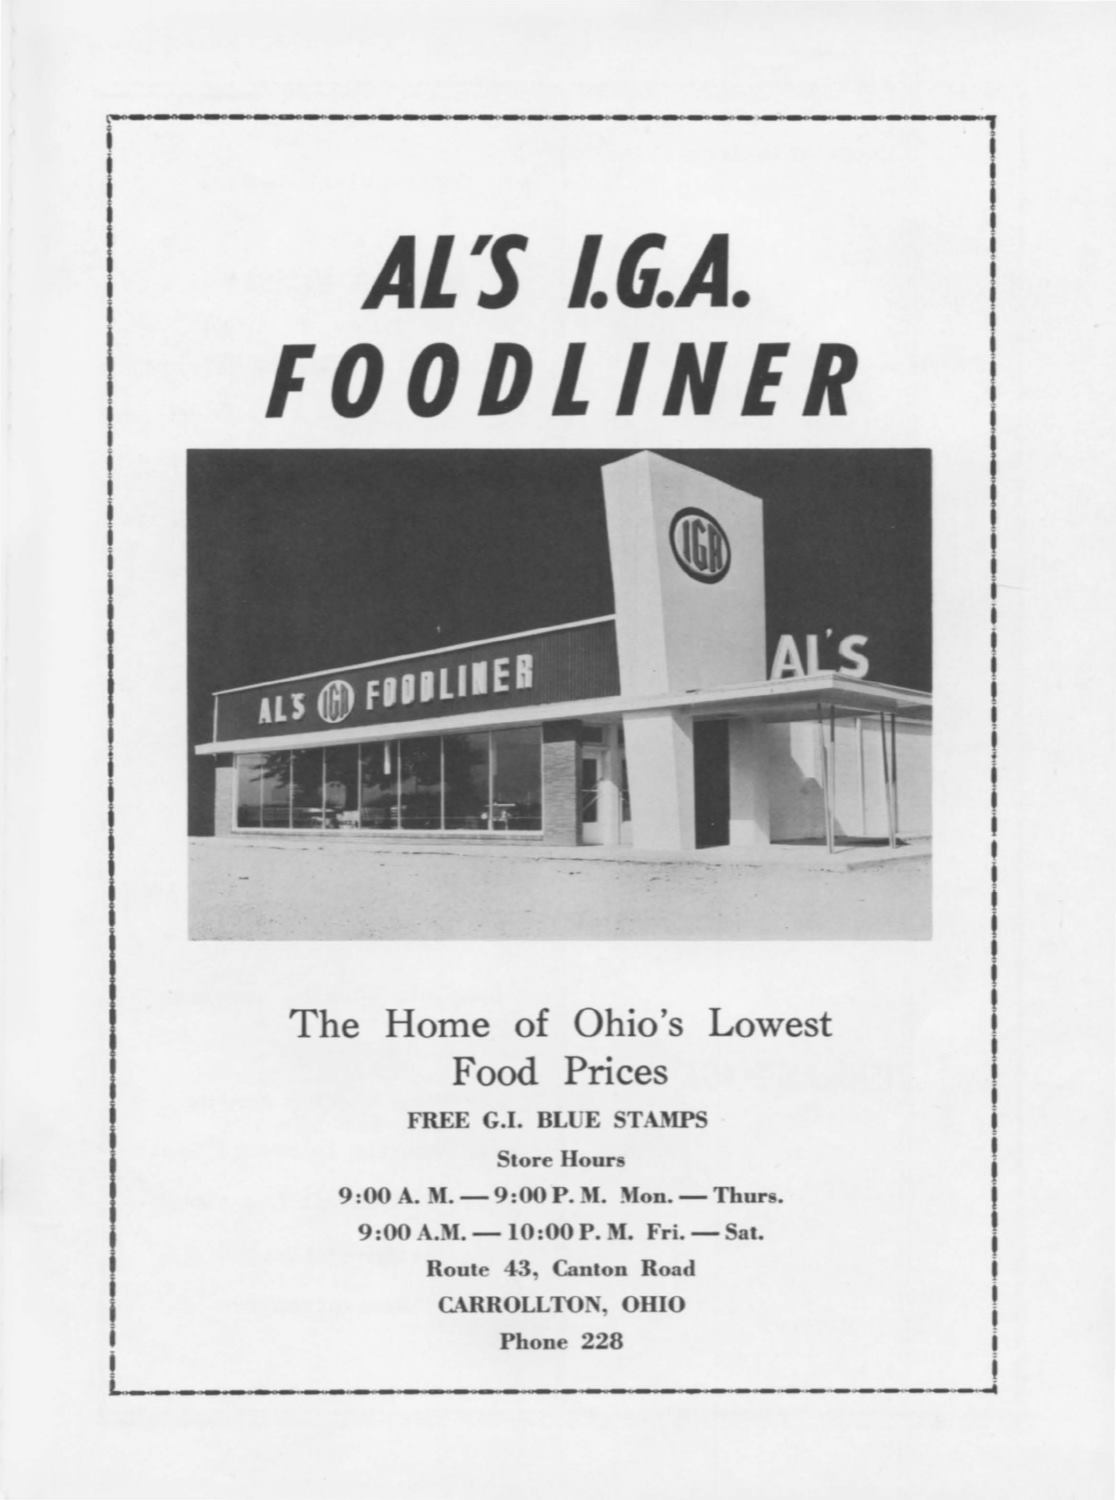 AL'S I.G.A.
FOODLINER
IGA
AL'S
AL'S IGA FOODLINER
The Home of Ohio's Lowest
Food Prices
FREE G.I. BLUE STAMPS
Store Hours
9:00 A. M. — 9:00 P. M. Mon. — Thurs.
9:00 A.M. — 10:00 P. M. Fri. — Sat.
Route 43, Canton Road
CARROLLTON, OHIO
Phone 228